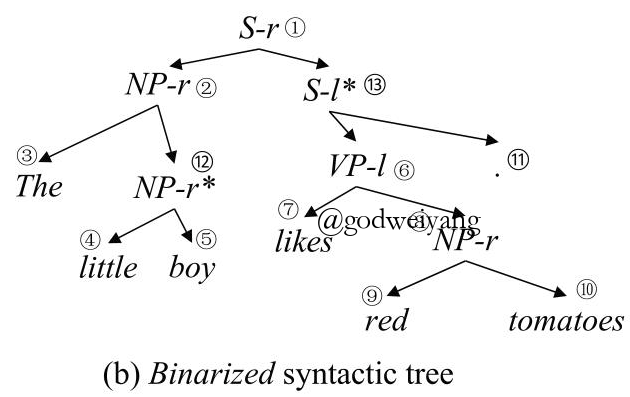 S-r ①
NP-r ② S-l* ⑬
③ ⑫ ⑪
The NP-r* VP-l ⑥ .
④ ⑤ ⑦ @godweiyang
little boy likes NP-r
⑨ ⑩
red tomatoes
(b) Binarized syntactic tree